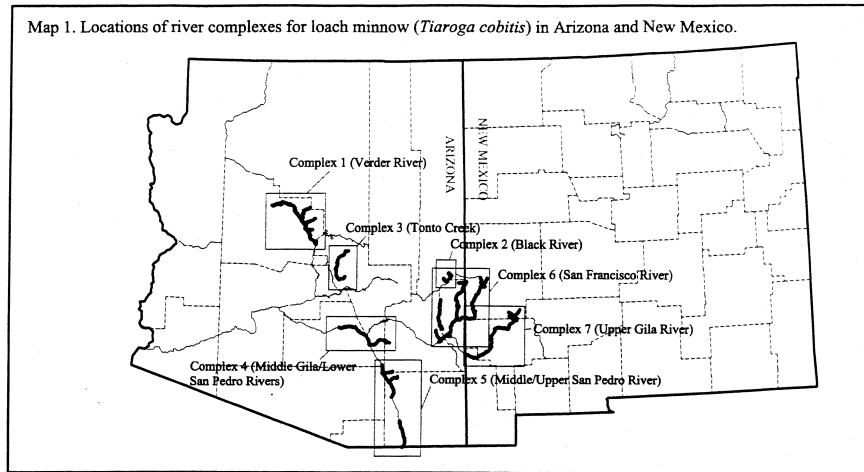 Map 1. Locations of river complexes for loach minnow (Tiaroga cobitis) in Arizona and New Mexico.
NEW MEXICO
ARIZONA
Complex 1 (Verder River)
Complex 3 (Tonto Creek)
Complex 2 (Black River)
Complex 6 (San Francisco River)
Complex 7 (Upper Gila River)
Complex 4 (Middle Gila/Lower
San Pedro Rivers)
Complex 5 (Middle/Upper San Pedro River)